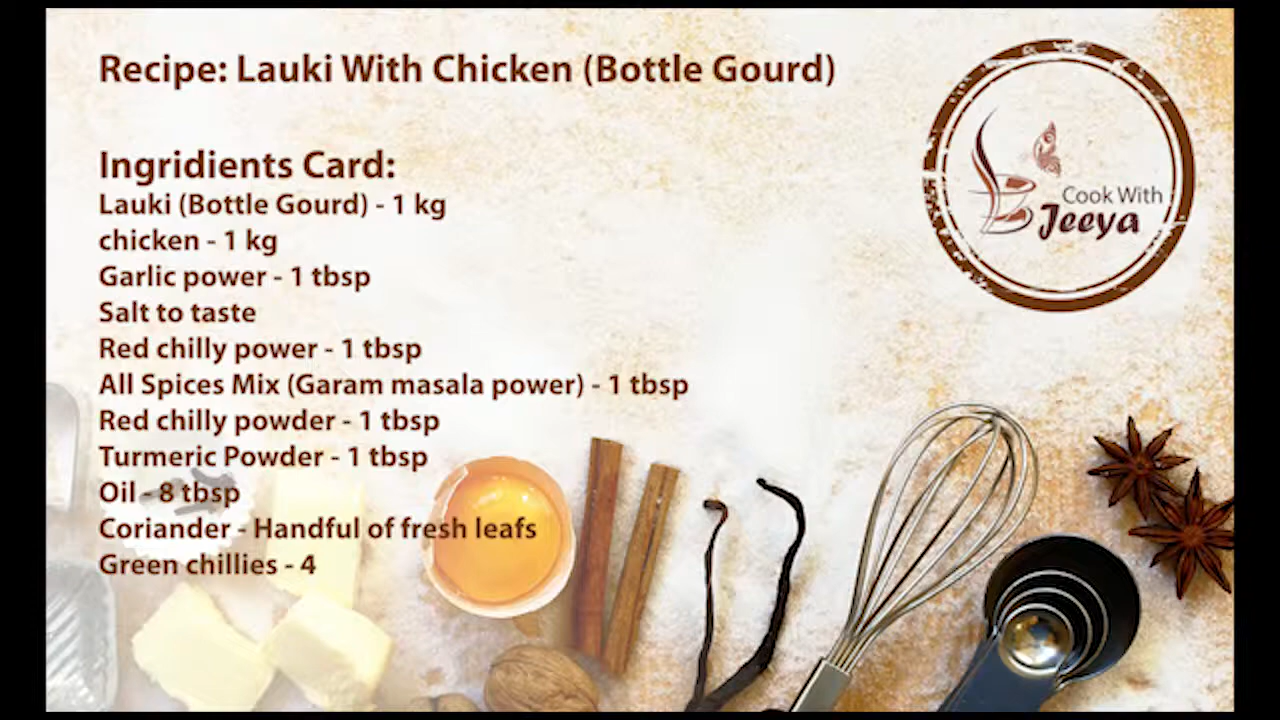 Recipe: Lauki With Chicken (Bottle Gourd)
Cook With
Jeeya
Ingridients Card:
Lauki (Bottle Gourd) - 1 kg
chicken - 1 kg
Garlic power - 1 tbsp
Salt to taste
Red chilly power - 1 tbsp
All Spices Mix (Garam masala power) - 1 tbsp
Red chilly powder - 1 tbsp
Turmeric Powder - 1 tbsp
Oil - 8 tbsp
Coriander - Handful of fresh leafs
Green chillies - 4